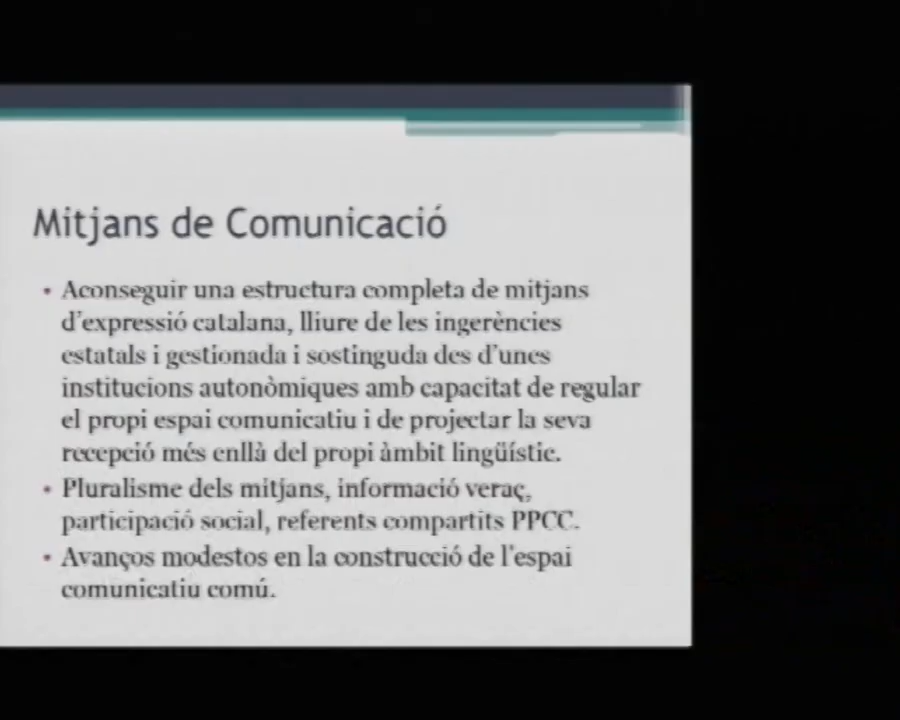 Mitjans de Comunicació
• Aconseguir una estructura completa de mitjans
d'expressió catalana, lliure de les ingerències
estatals i gestionada i sostinguda des d'unes
institucions autonòmiques amb capacitat de regular
el propi espai comunicatiu i de projectar la seva
recepció més enllà del propi àmbit lingüístic.
• Pluralisme dels mitjans, informació veraç,
participació social, referents compartits PPCC.
• Avanços modestos en la construcció de l'espai
comunicatiu comú.